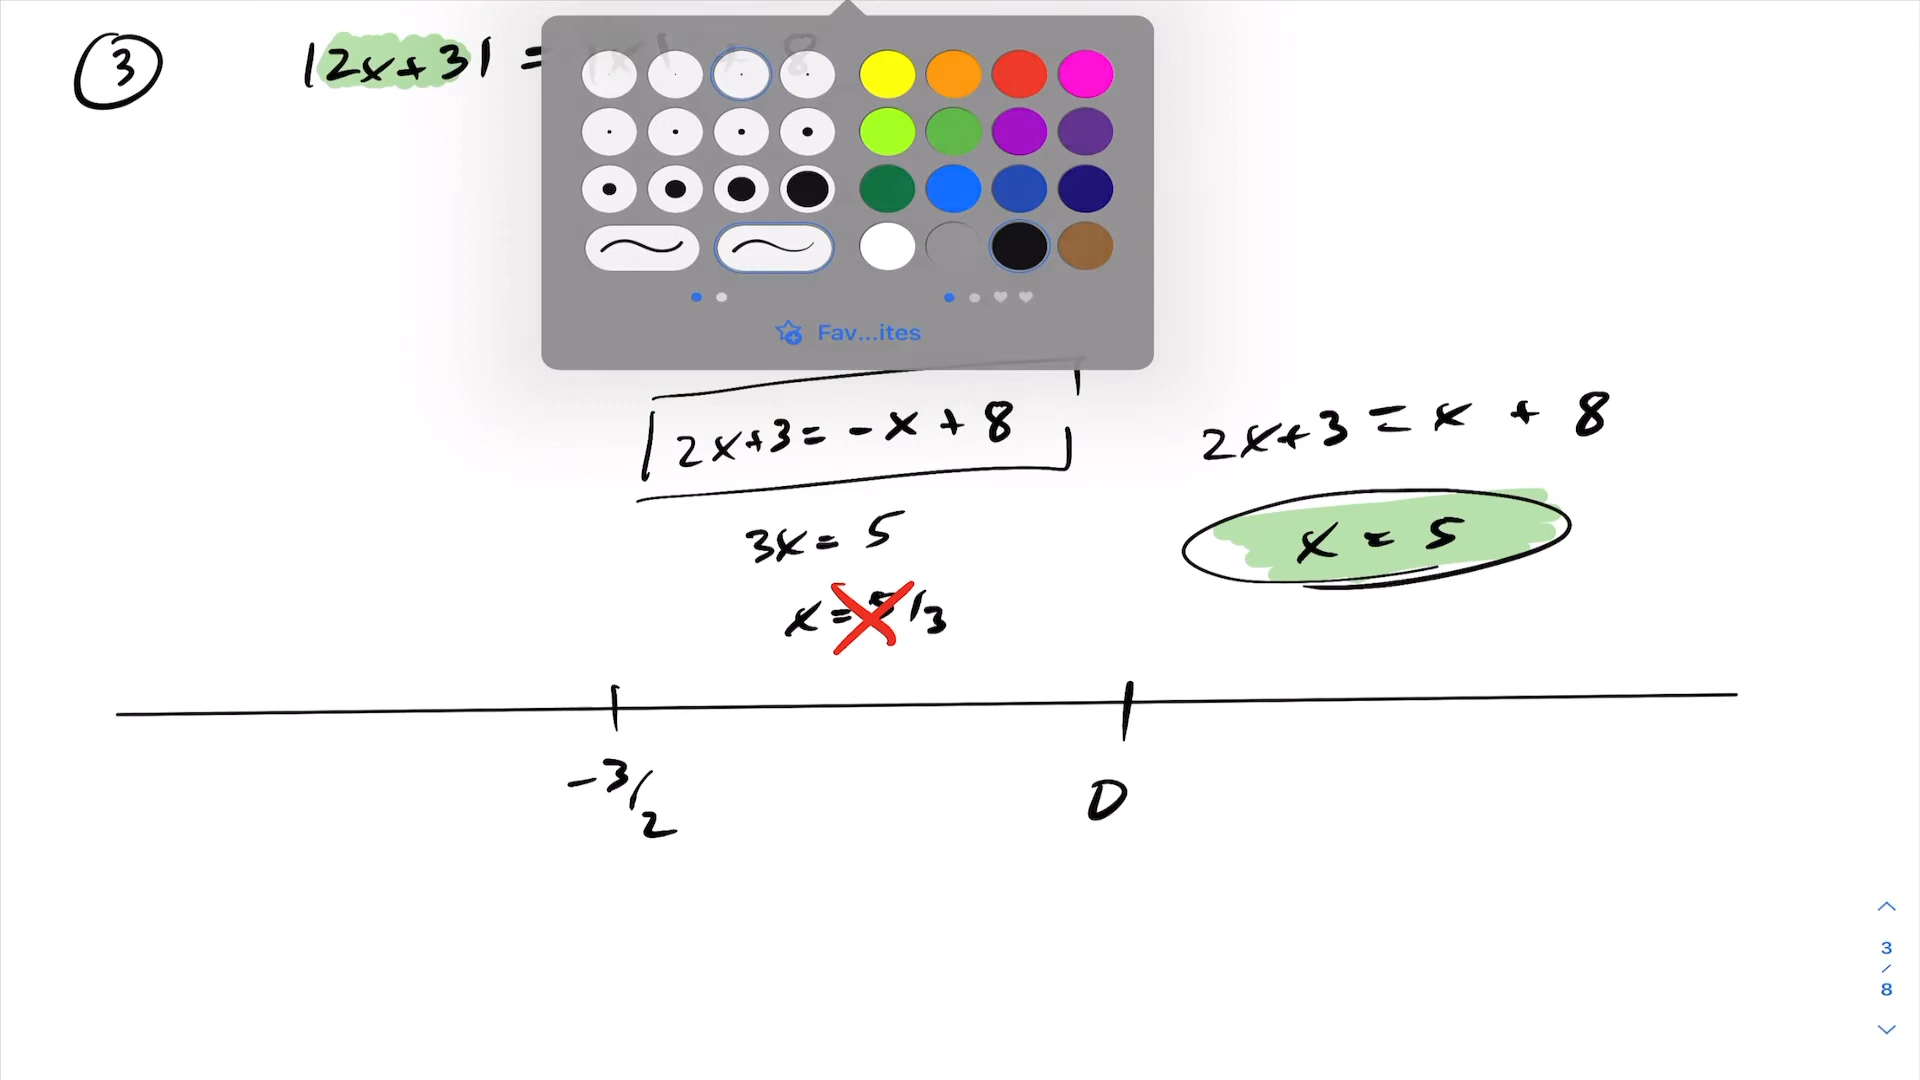 3 |2x+3| = |x| + 8
Fav...ites
2x+3 = -x + 8
2x+3 = x + 8
3x = 5
x = 5
x = 5/3
-3/2
0
3
/
8